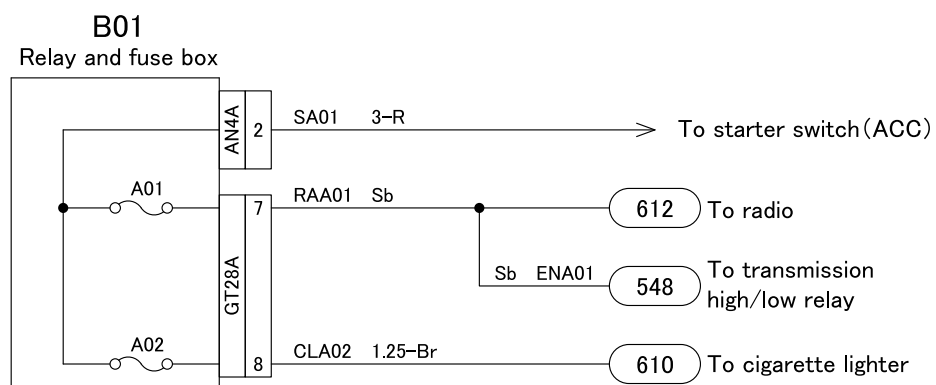 B01
Relay and fuse box
AN4A
2
SA01 3-R
To starter switch(ACC)
A01
7
RAA01 Sb
612
To radio
GT28A
Sb ENA01
548
To transmission
high/low relay
A02
8
CLA02 1.25-Br
610
To cigarette lighter